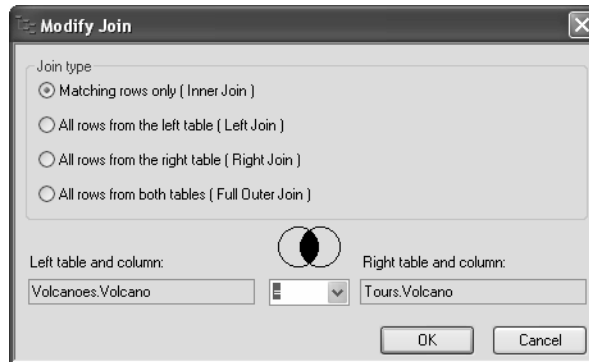 Modify Join
Join type
Matching rows only ( Inner Join )
All rows from the left table ( Left Join )
All rows from the right table ( Right Join )
All rows from both tables ( Full Outer Join )
Left table and column:
Right table and column:
Volcanoes.Volcano
=
Tours.Volcano
OK
Cancel